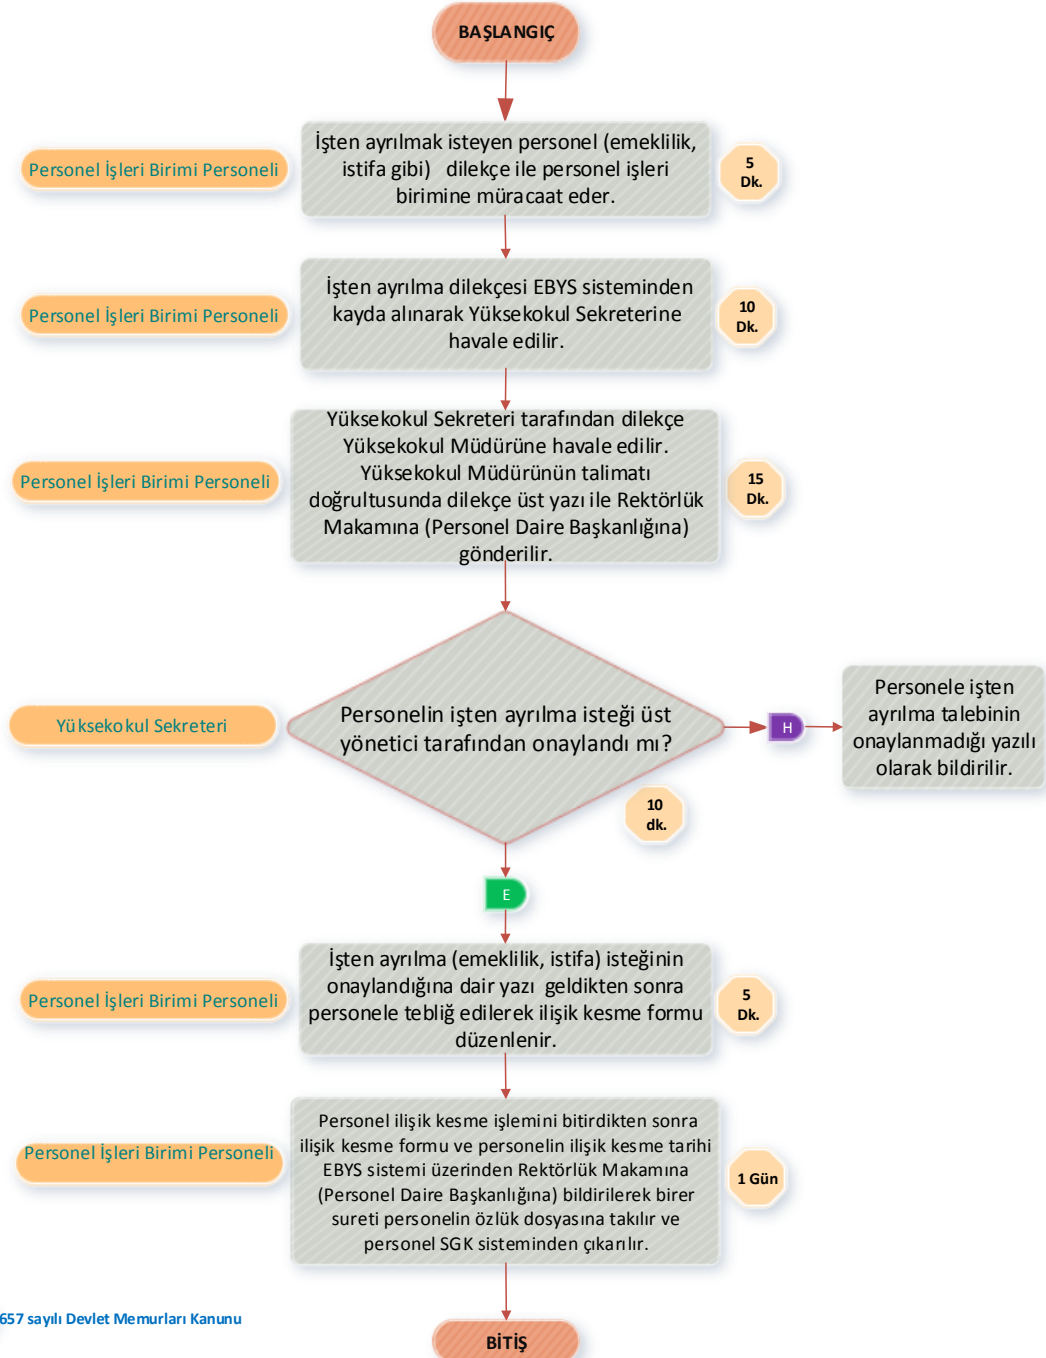 BAŞLANGIÇ
Personel İşleri Birimi Personeli
İşten ayrılmak isteyen personel (emeklilik,
istifa gibi) dilekçe ile personel işleri
birimine müracaat eder.
5
Dk.
Personel İşleri Birimi Personeli
İşten ayrılma dilekçesi EBYS sisteminden
kayda alınarak Yüksekokul Sekreterine
havale edilir.
10
Dk.
Personel İşleri Birimi Personeli
Yüksekokul Sekreteri tarafından dilekçe
Yüksekokul Müdürüne havale edilir.
Yüksekokul Müdürünün talimatı
doğrultusunda dilekçe üst yazı ile Rektörlük
Makamına (Personel Daire Başkanlığına)
gönderilir.
15
Dk.
Yüksekokul Sekreteri
Personelin işten ayrılma isteği üst
yönetici tarafından onaylandı mı?
10
dk.
H
Personele işten
ayrılma talebinin
onaylanmadığı yazılı
olarak bildirilir.
E
Personel İşleri Birimi Personeli
İşten ayrılma (emeklilik, istifa) isteğinin
onaylandığına dair yazı geldikten sonra
personele tebliğ edilerek ilişik kesme formu
düzenlenir.
5
Dk.
Personel İşleri Birimi Personeli
Personel ilişik kesme işlemini bitirdikten sonra
ilişik kesme formu ve personelin ilişik kesme tarihi
EBYS sistemi üzerinden Rektörlük Makamına
(Personel Daire Başkanlığına) bildirilerek birer
sureti personelin özlük dosyasına takılır ve
personel SGK sisteminden çıkarılır.
1 Gün
657 sayılı Devlet Memurları Kanunu
BİTİŞ